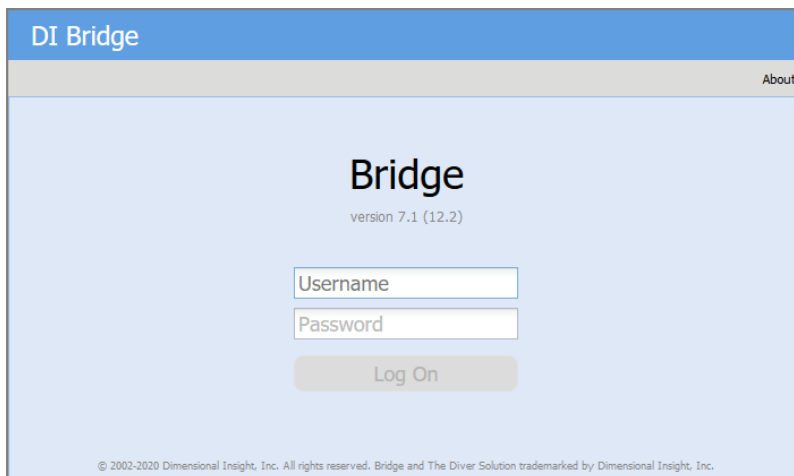 DI Bridge
About
Bridge
version 7.1 (12.2)
Username
Password
Log On
© 2002-2020 Dimensional Insight, Inc. All rights reserved. Bridge and The Diver Solution trademarked by Dimensional Insight, Inc.